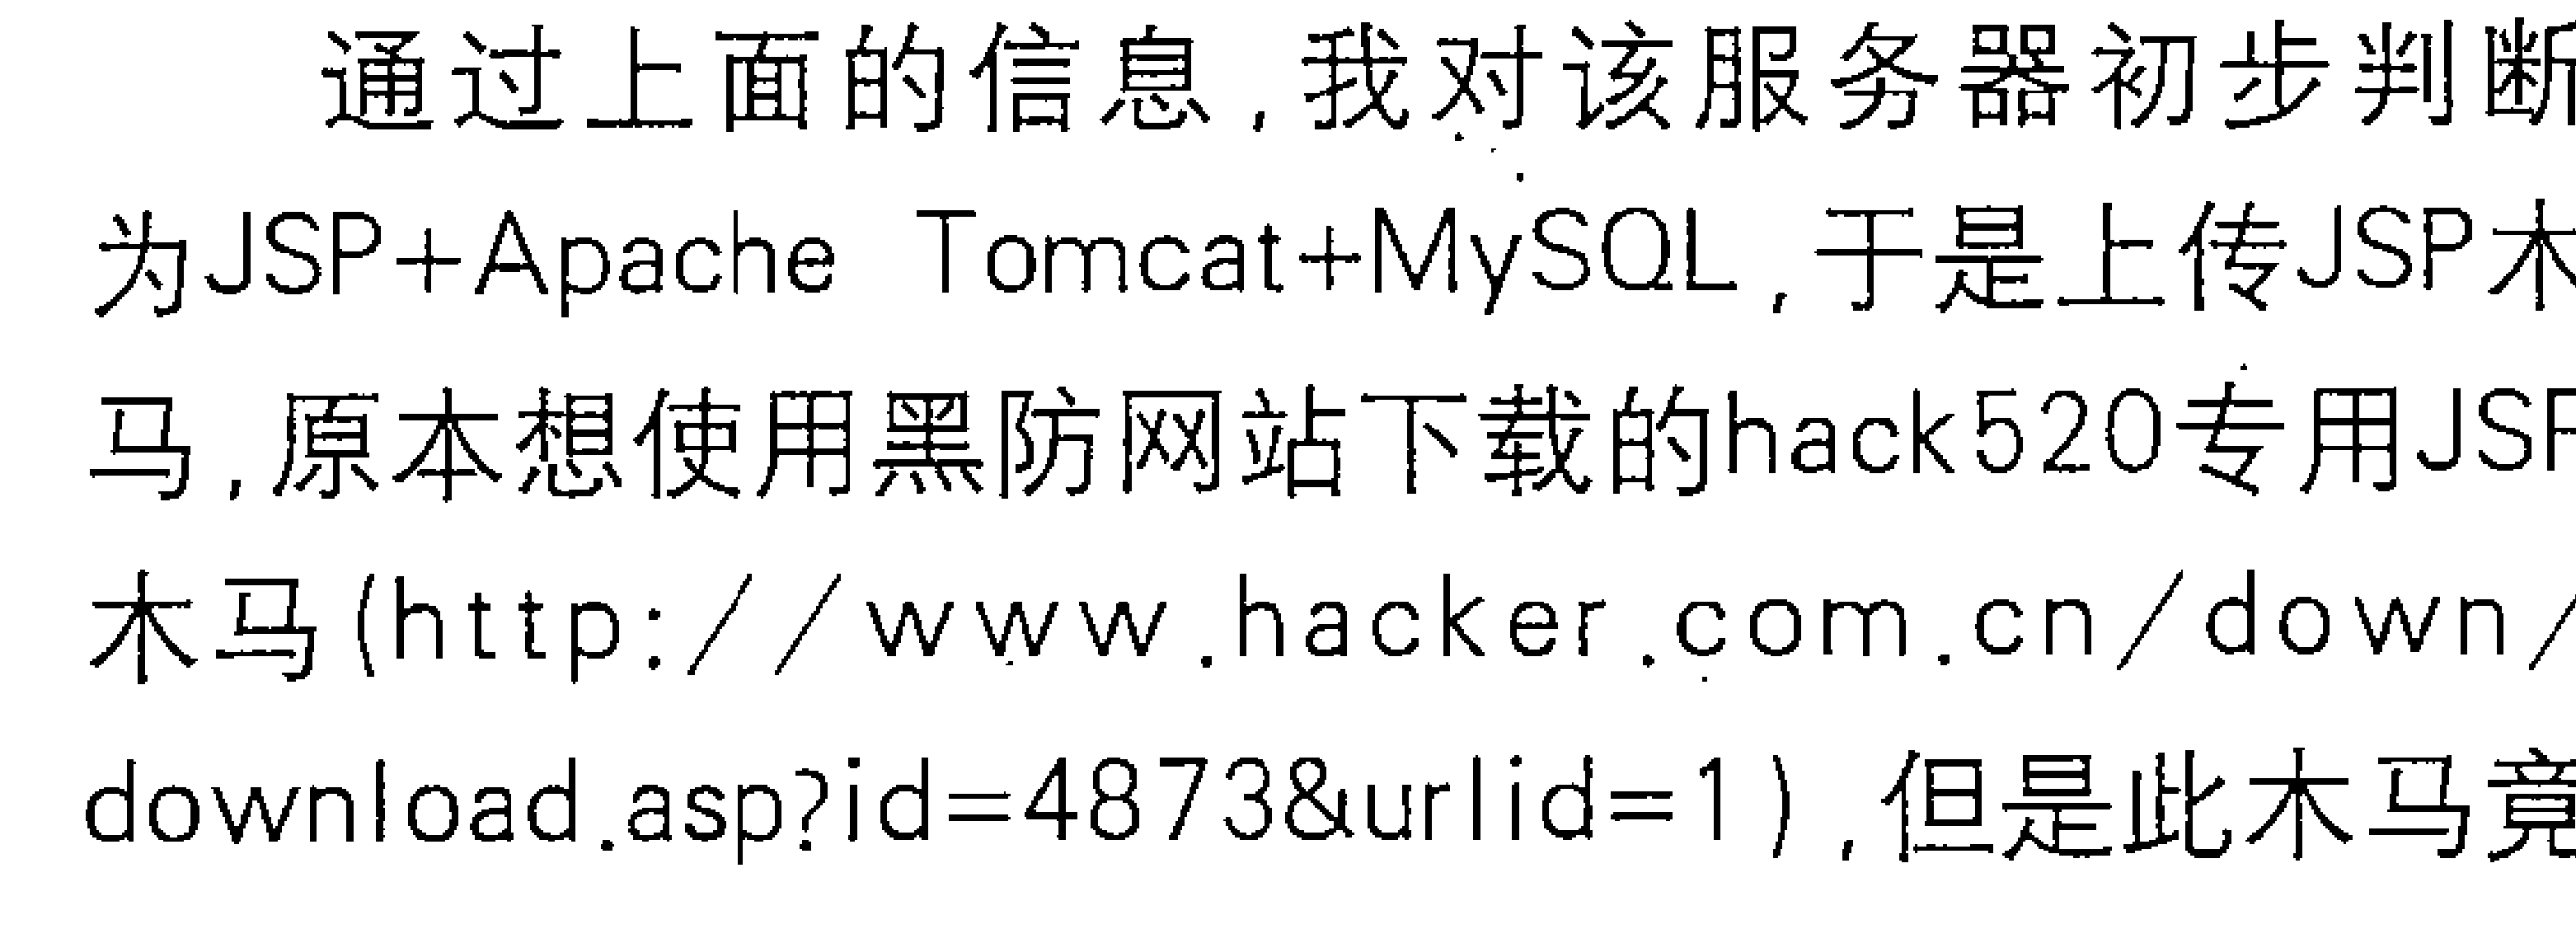 通过上面的信息,我对该服务器初步判断
为JSP+Apache Tomcat+MySQL,于是上传JSP木
马,原本想使用黑防网站下载的hack520专用JSP
木马(http://www.hacker.com.cn/down/
download.asp?id=4873&urlid=1),但是此木马竟